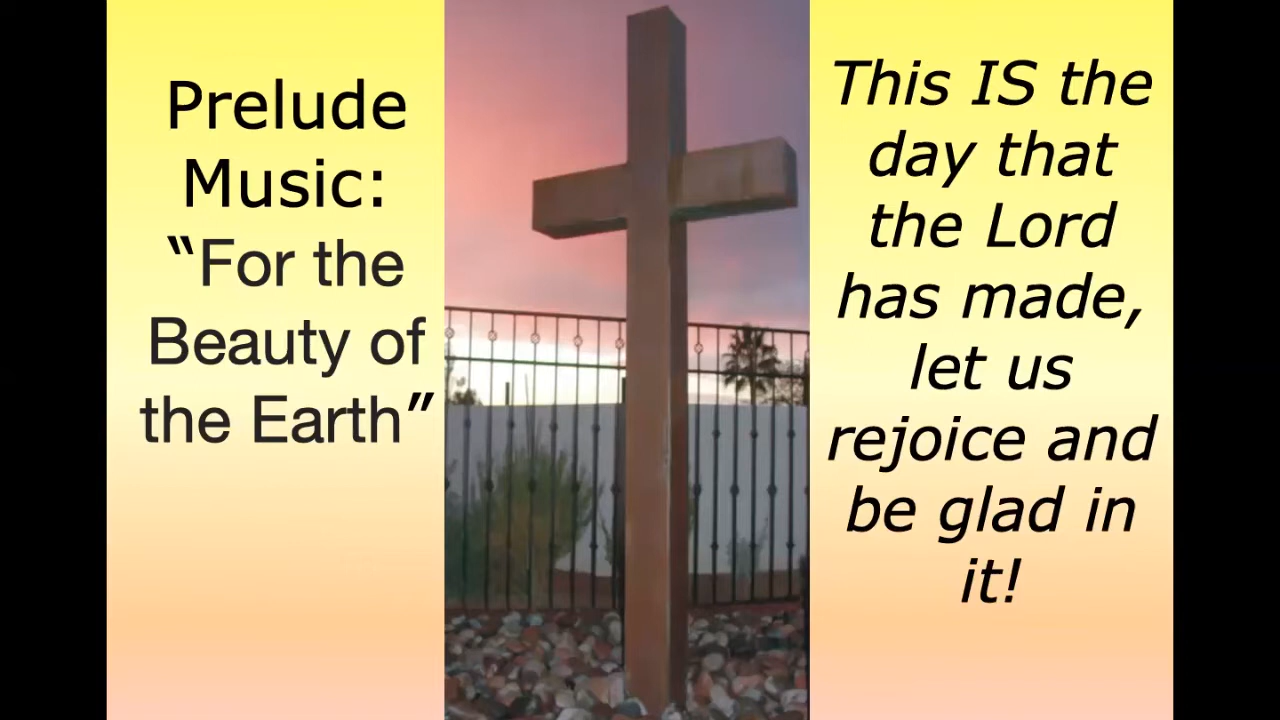 Prelude
Music:
“For the
Beauty of
the Earth”
This IS the
day that
the Lord
has made,
let us
rejoice and
be glad in
it!